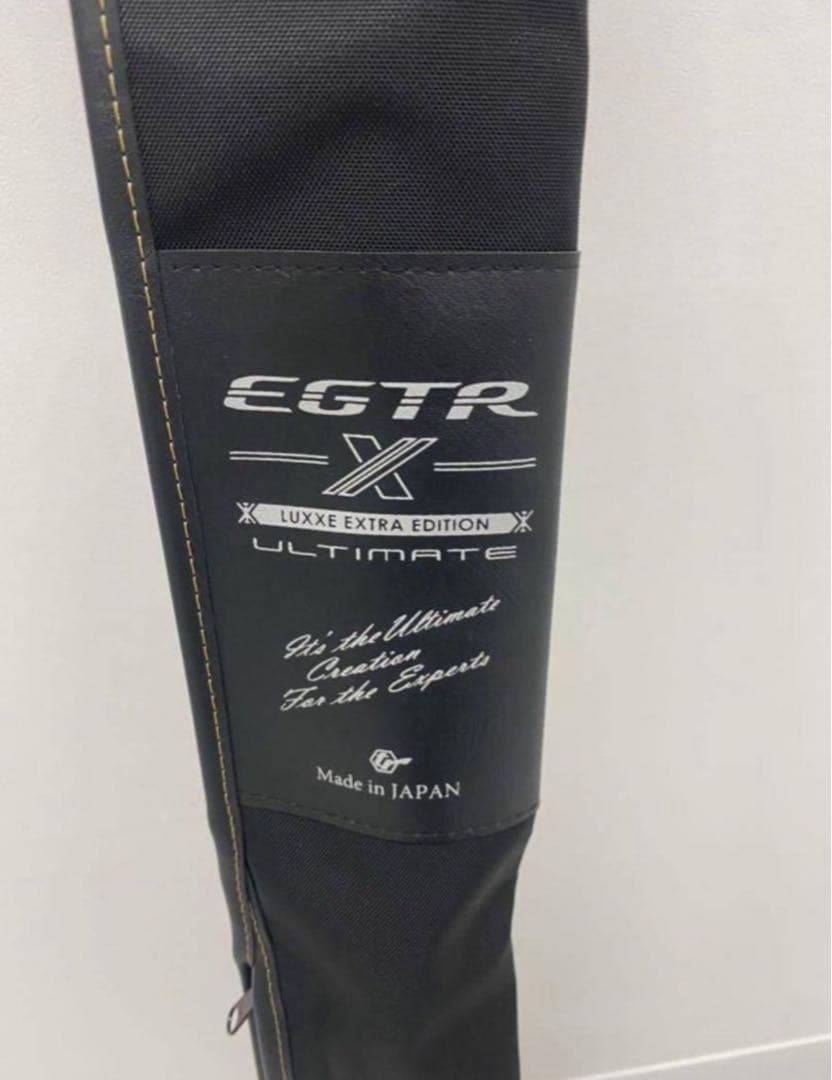 EGTR
X
LUXXE EXTRA EDITION
ULTIMATE
It's the Ultimate
Creation
For the Experts
Made in JAPAN